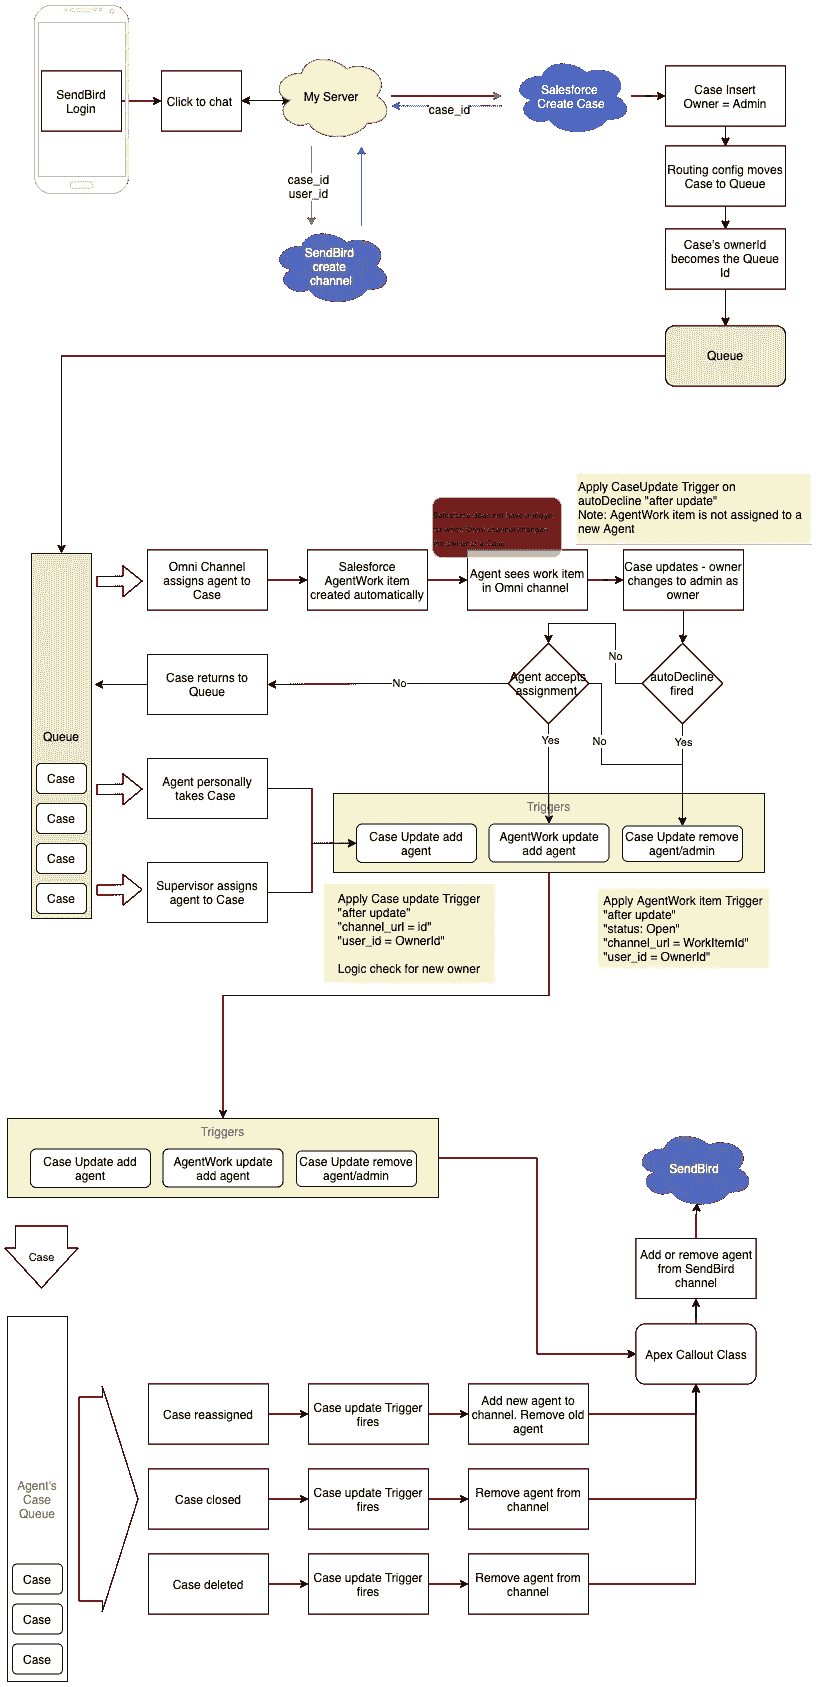 SendBird
Login
Click to chat
My Server
case_id
Salesforce
Create Case
Case Insert
Owner = Admin
case_id
user_id
Routing config moves
Case to Queue
SendBird
create
channel
Case's ownerId
becomes the Queue
Id
Queue
Apply CaseUpdate Trigger on
autoDecline "after update"
Note: AgentWork item is not assigned to a
new Agent
Omni Channel
assigns agent to
Case
Salesforce
AgentWork item
created automatically
Agent sees work item
in Omni channel
Case updates - owner
changes to admin as
owner
Case returns to
Queue
No
Agent accepts
assignment
No
autoDecline
fired
Yes
No
Yes
Queue
Case
Case
Case
Case
Agent personally
takes Case
Supervisor assigns
agent to Case
Triggers
Case Update add
agent
AgentWork update
add agent
Case Update remove
agent/admin
Apply Case update Trigger
"after update"
"channel_url = id"
"user_id = OwnerId"
Logic check for new owner
Apply AgentWork item Trigger
"after update"
"status: Open"
"channel_url = WorkItemId"
"user_id = OwnerId"
Triggers
Case Update add
agent
AgentWork update
add agent
Case Update remove
agent/admin
SendBird
Case
Add or remove agent
from SendBird
channel
Apex Callout Class
Agent's
Case
Queue
Case
Case
Case
Case reassigned
Case update Trigger
fires
Add new agent to
channel. Remove old
agent
Case closed
Case update Trigger
fires
Remove agent from
channel
Case deleted
Case update Trigger
fires
Remove agent from
channel